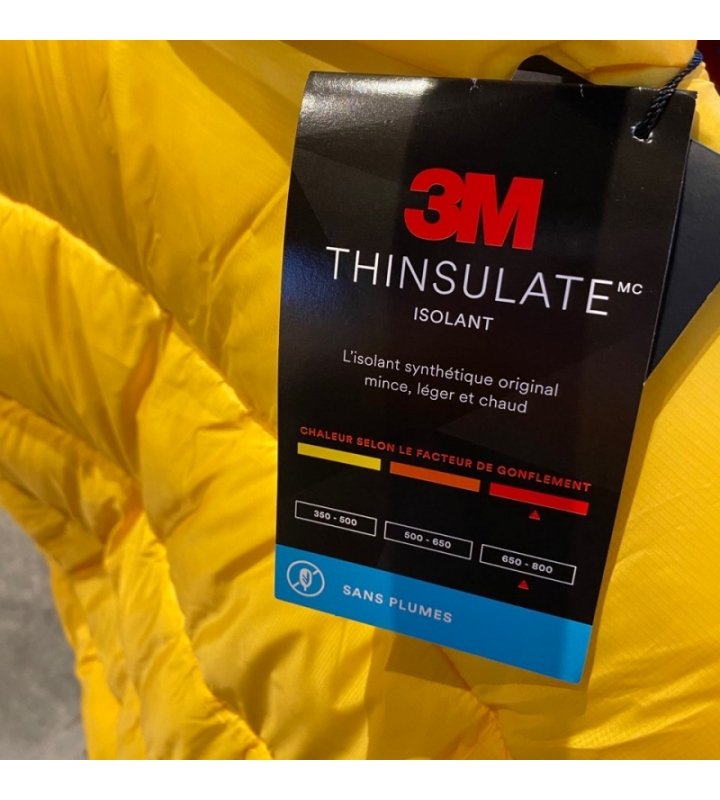 3M
THINSULATE MC
ISOLANT
L'isolant synthétique original
mince, léger et chaud
CHALEUR SELON LE FACTEUR DE GONFLEMENT
350 - 500
500 - 650
650 - 800
SANS PLUMES